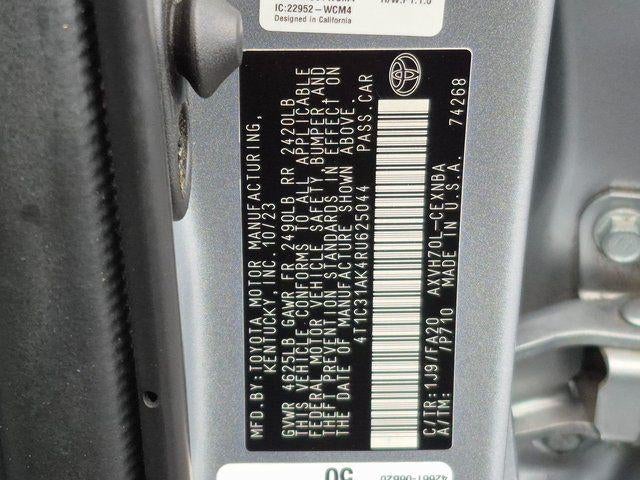 IC:22952-WCM4
Designed in California
MFD. BY: TOYOTA MOTOR MANUFACTURING,
KENTUCKY, INC. 10/23
GVWR 4625LB GAWR FR 2490LB RR 2420LB
THIS VEHICLE CONFORMS TO ALL APPLICABLE
FEDERAL MOTOR VEHICLE SAFETY, BUMPER AND
THEFT PREVENTION STANDARDS IN EFFECT ON
THE DATE OF MANUFACTURE SHOWN ABOVE.
4T1C31AK4RU625044 PASS. CAR
C/TR: 1J9/FA20 AXVH70L-CEXNBA
A/TM: /P710 MADE IN U.S.A. 74268
50